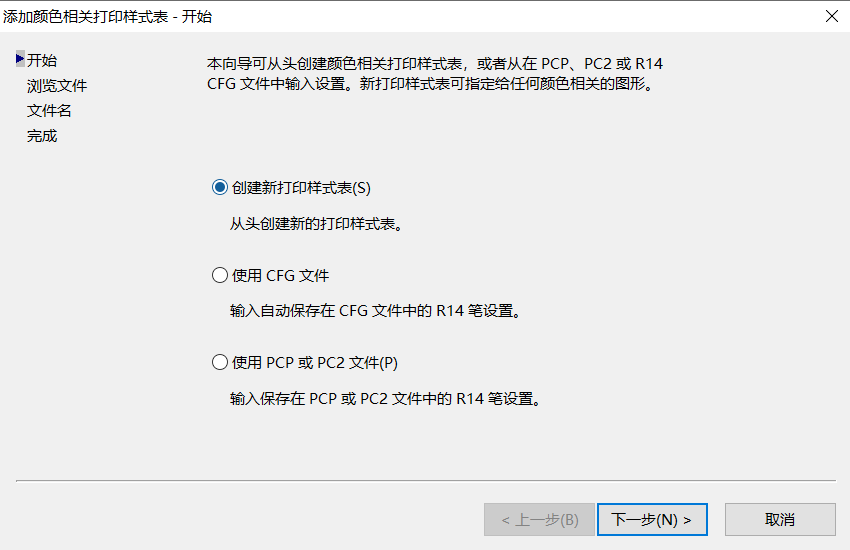 添加颜色相关打印样式表 - 开始
开始
浏览文件
文件名
完成
本向导可从头创建颜色相关打印样式表，或者从在 PCP、PC2 或 R14
CFG 文件中输入设置。新打印样式表可指定给任何颜色相关的图形。
创建新打印样式表(S)
从头创建新的打印样式表。
使用 CFG 文件
输入自动保存在 CFG 文件中的 R14 笔设置。
使用 PCP 或 PC2 文件(P)
输入保存在 PCP 或 PC2 文件中的 R14 笔设置。
< 上一步(B) 下一步(N) > 取消